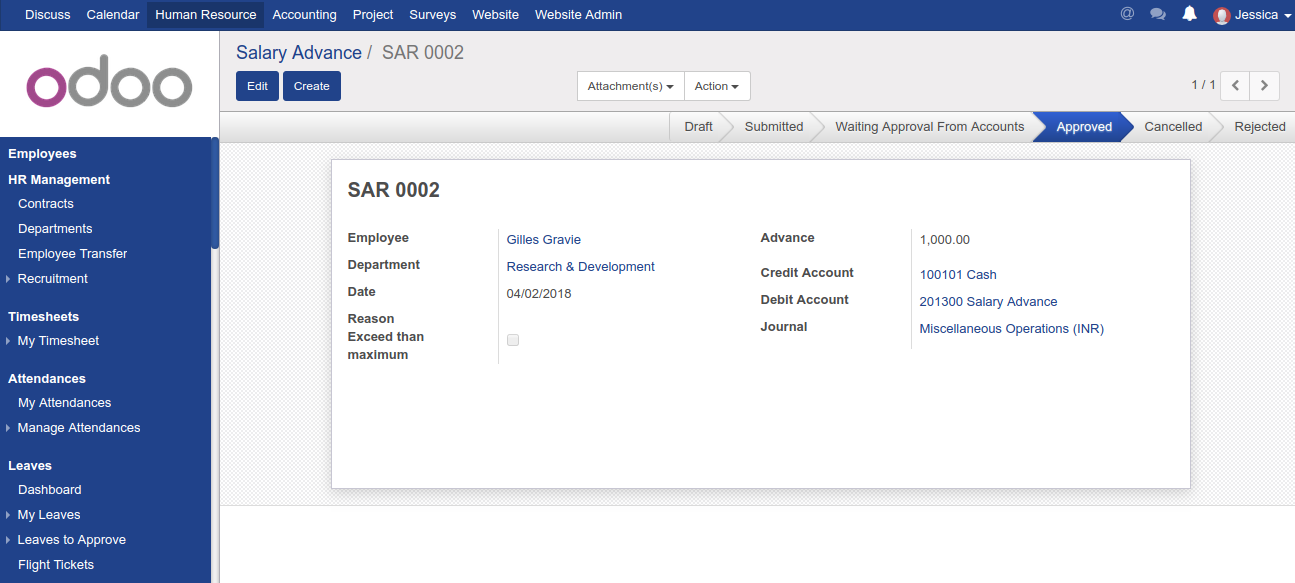 Discuss Calendar Human Resource Accounting Project Surveys Website Website Admin @ Jessica
odoo
Salary Advance / SAR 0002
Edit Create Attachment(s) Action 1 / 1
Draft Submitted Waiting Approval From Accounts Approved Cancelled Rejected
Employees
HR Management
Contracts
Departments
Employee Transfer
Recruitment
Timesheets
My Timesheet
Attendances
My Attendances
Manage Attendances
Leaves
Dashboard
My Leaves
Leaves to Approve
Flight Tickets
SAR 0002
Employee Gilles Gravie
Department Research & Development
Date 04/02/2018
Reason
Exceed than
maximum
Advance 1,000.00
Credit Account 100101 Cash
Debit Account 201300 Salary Advance
Journal Miscellaneous Operations (INR)